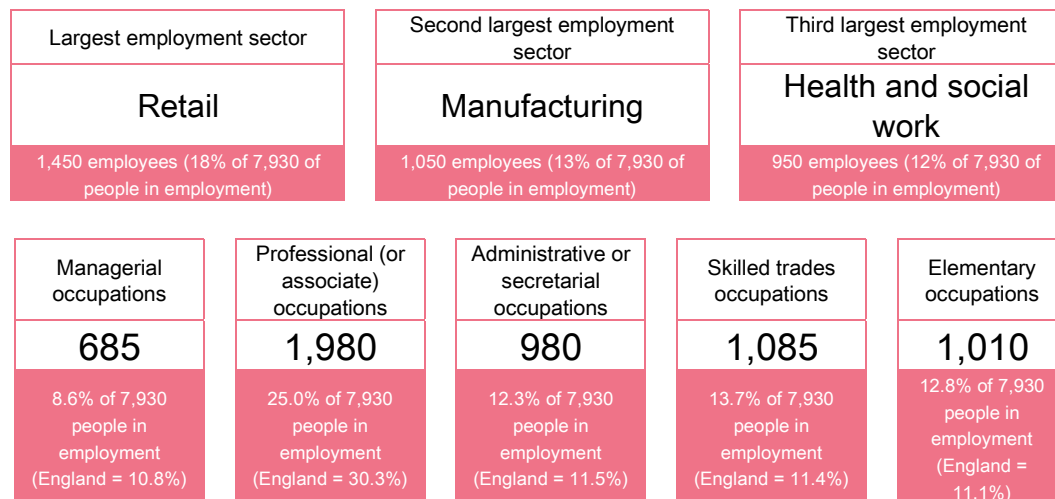 Largest employment sector
Retail
1,450 employees (18% of 7,930 of
people in employment)
Second largest employment
sector
Manufacturing
1,050 employees (13% of 7,930 of
people in employment)
Third largest employment
sector
Health and social
work
950 employees (12% of 7,930 of
people in employment)
Managerial
occupations
685
8.6% of 7,930
people in
employment
(England = 10.8%)
Professional (or
associate)
occupations
1,980
25.0% of 7,930
people in
employment
(England = 30.3%)
Administrative or
secretarial
occupations
980
12.3% of 7,930
people in
employment
(England = 11.5%)
Skilled trades
occupations
1,085
13.7% of 7,930
people in
employment
(England = 11.4%)
Elementary
occupations
1,010
12.8% of 7,930
people in
employment
(England =
11.1%)